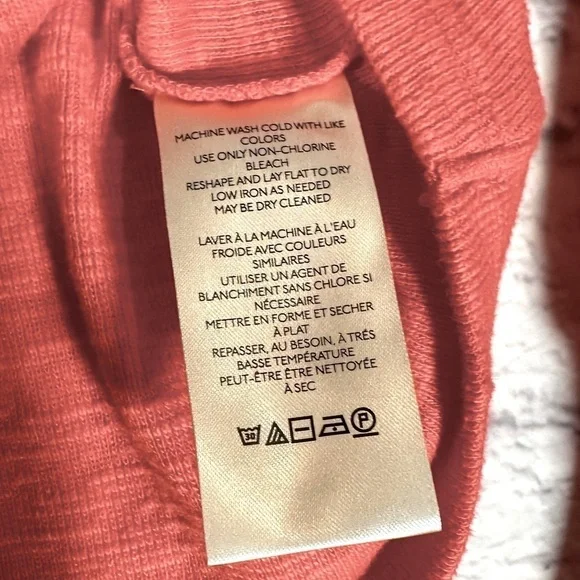 MACHINE WASH COLD WITH LIKE
COLORS
USE ONLY NON-CHLORINE
BLEACH
RESHAPE AND LAY FLAT TO DRY
LOW IRON AS NEEDED
MAY BE DRY CLEANED
LAVER À LA MACHINE À L'EAU
FROIDE AVEC COULEURS
SIMILAIRES
UTILISER UN AGENT DE
BLANCHIMENT SANS CHLORE SI
NÉCESSAIRE
METTRE EN FORME ET SECHER
À PLAT
REPASSER, AU BESOIN, À TRÉS
BASSE TEMPÉRATURE
PEUT-ÊTRE ÊTRE NETTOYÉE
À SEC
30 P